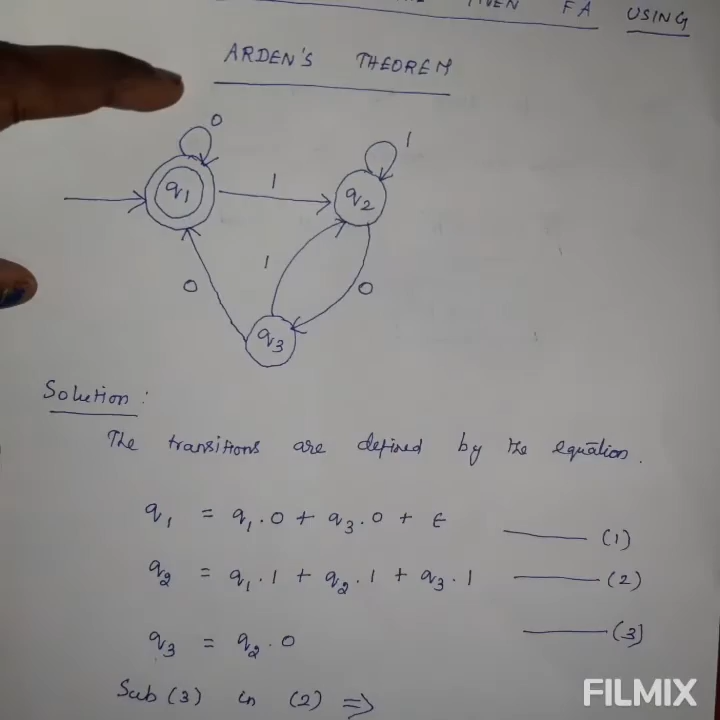 GIVEN FA USING
ARDEN'S THEOREM
0
1
q1
1
q2
1
0
0
q3
Solution :
The transitions are defined by the equation.
q1 = q1.0 + q3.0 + ε —— (1)
q2 = q1.1 + q2.1 + q3.1 —— (2)
q3 = q2.0 —— (3)
Sub (3) in (2) ⇒
FILMIX